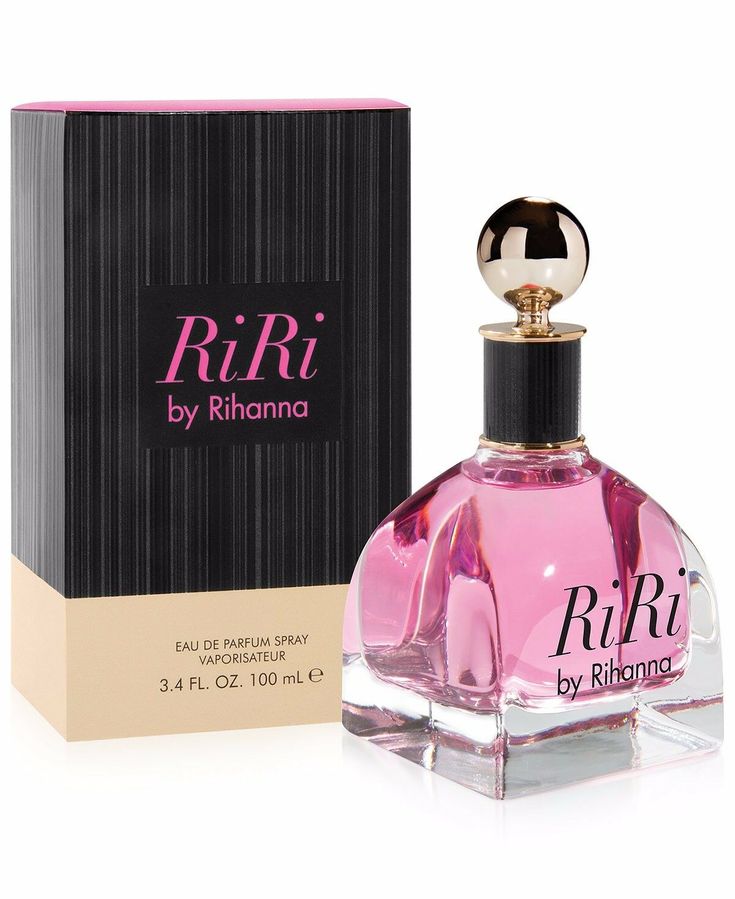 RiRi
by Rihanna
EAU DE PARFUM SPRAY
VAPORISATEUR
3.4 FL. OZ. 100 mL ℮
RiRi
by Rihanna